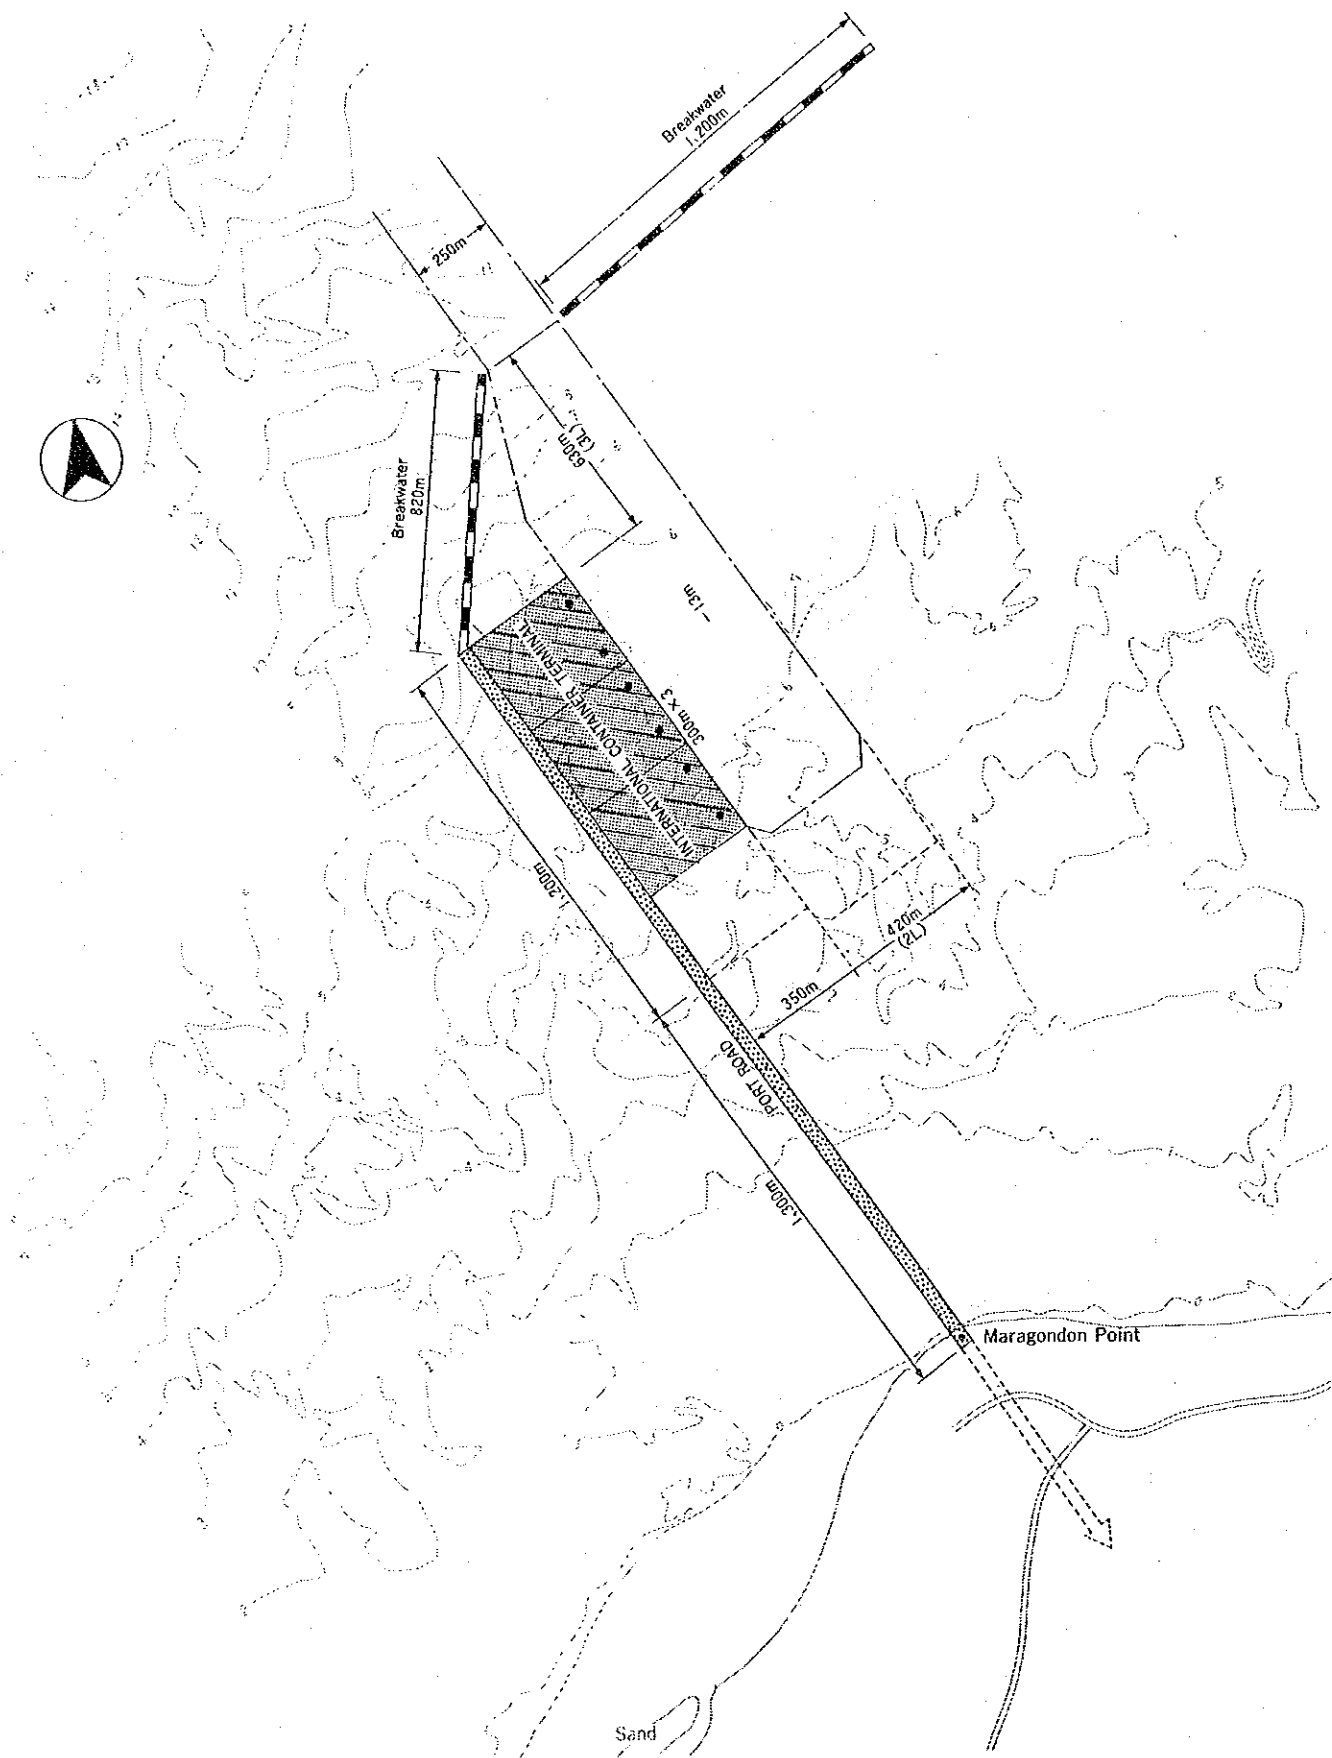 Breakwater
1,200m
250m
630m
(3L)
Breakwater
820m
-13m
INTERNATIONAL CONTAINER TERMINAL
300m X 3
1,200m
420m
(2L)
350m
PORT ROAD
1,300m
Maragondon Point
Sand